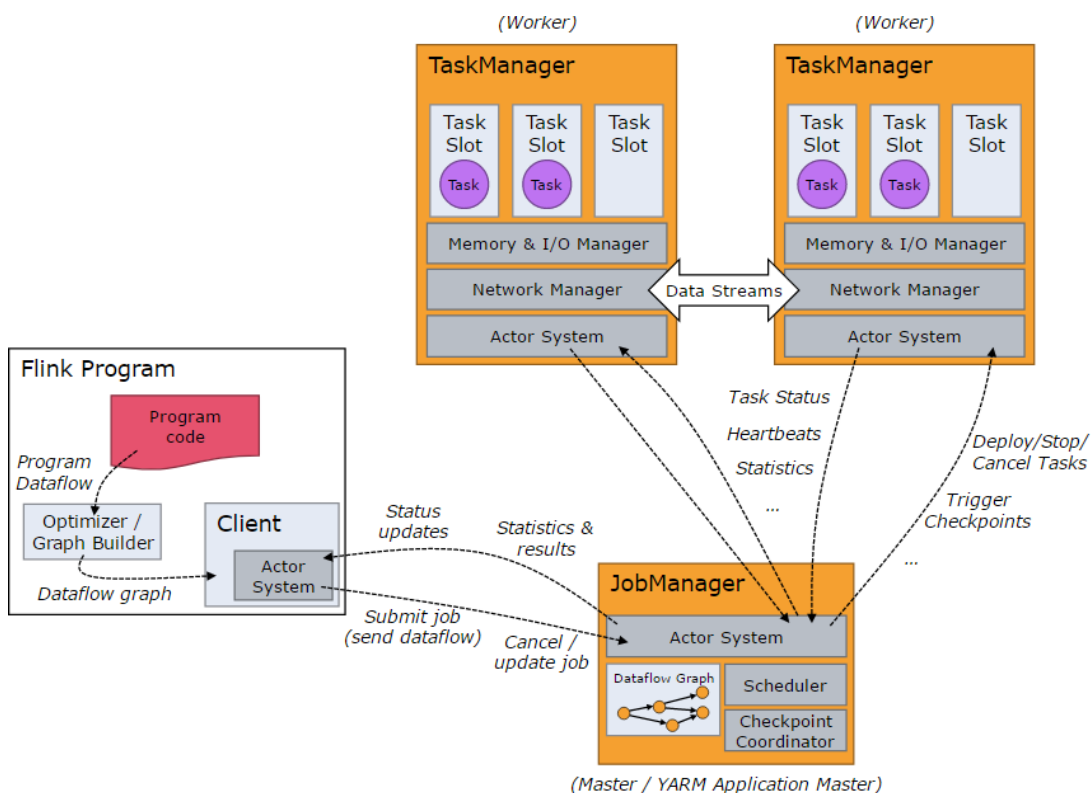 (Worker)
(Worker)
TaskManager
TaskManager
Task
Slot
Task
Task
Slot
Task
Task
Slot
Task
Slot
Task
Task
Slot
Task
Task
Slot
Memory & I/O Manager
Memory & I/O Manager
Network Manager
Data Streams
Network Manager
Actor System
Actor System
Flink Program
Program
code
Program
Dataflow
Optimizer /
Graph Builder
Dataflow graph
Client
Actor
System
Status
updates
Statistics &
results
Submit job
(send dataflow)
Cancel /
update job
Task Status
Heartbeats
Statistics
...
Deploy/Stop/
Cancel Tasks
Trigger
Checkpoints
...
JobManager
Actor System
Dataflow Graph
Scheduler
Checkpoint
Coordinator
(Master / YARM Application Master)